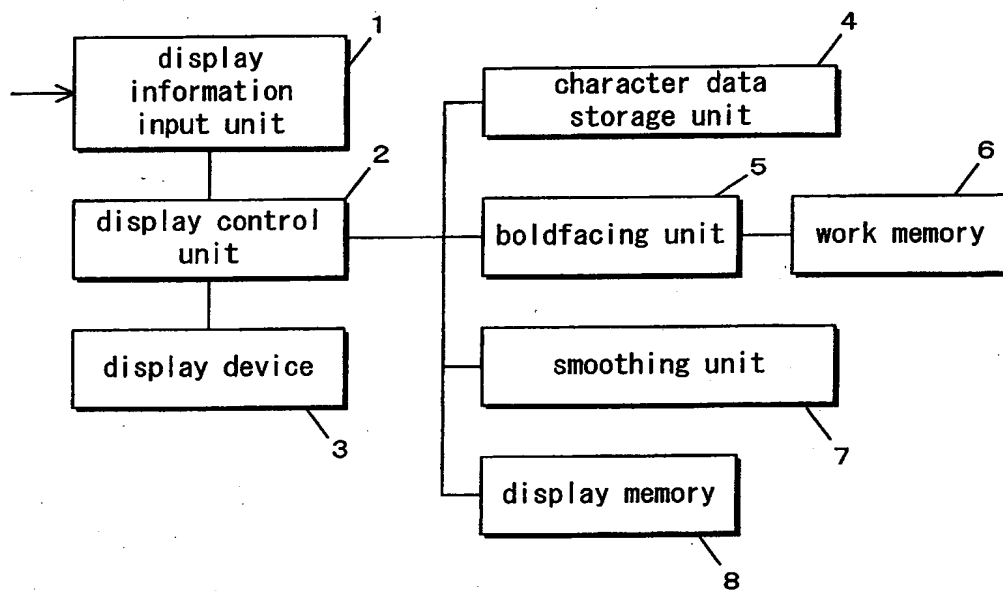 1
display
information
input unit
2
display control
unit
display device
3
4
character data
storage unit
5
boldfacing unit
6
work memory
smoothing unit
7
display memory
8